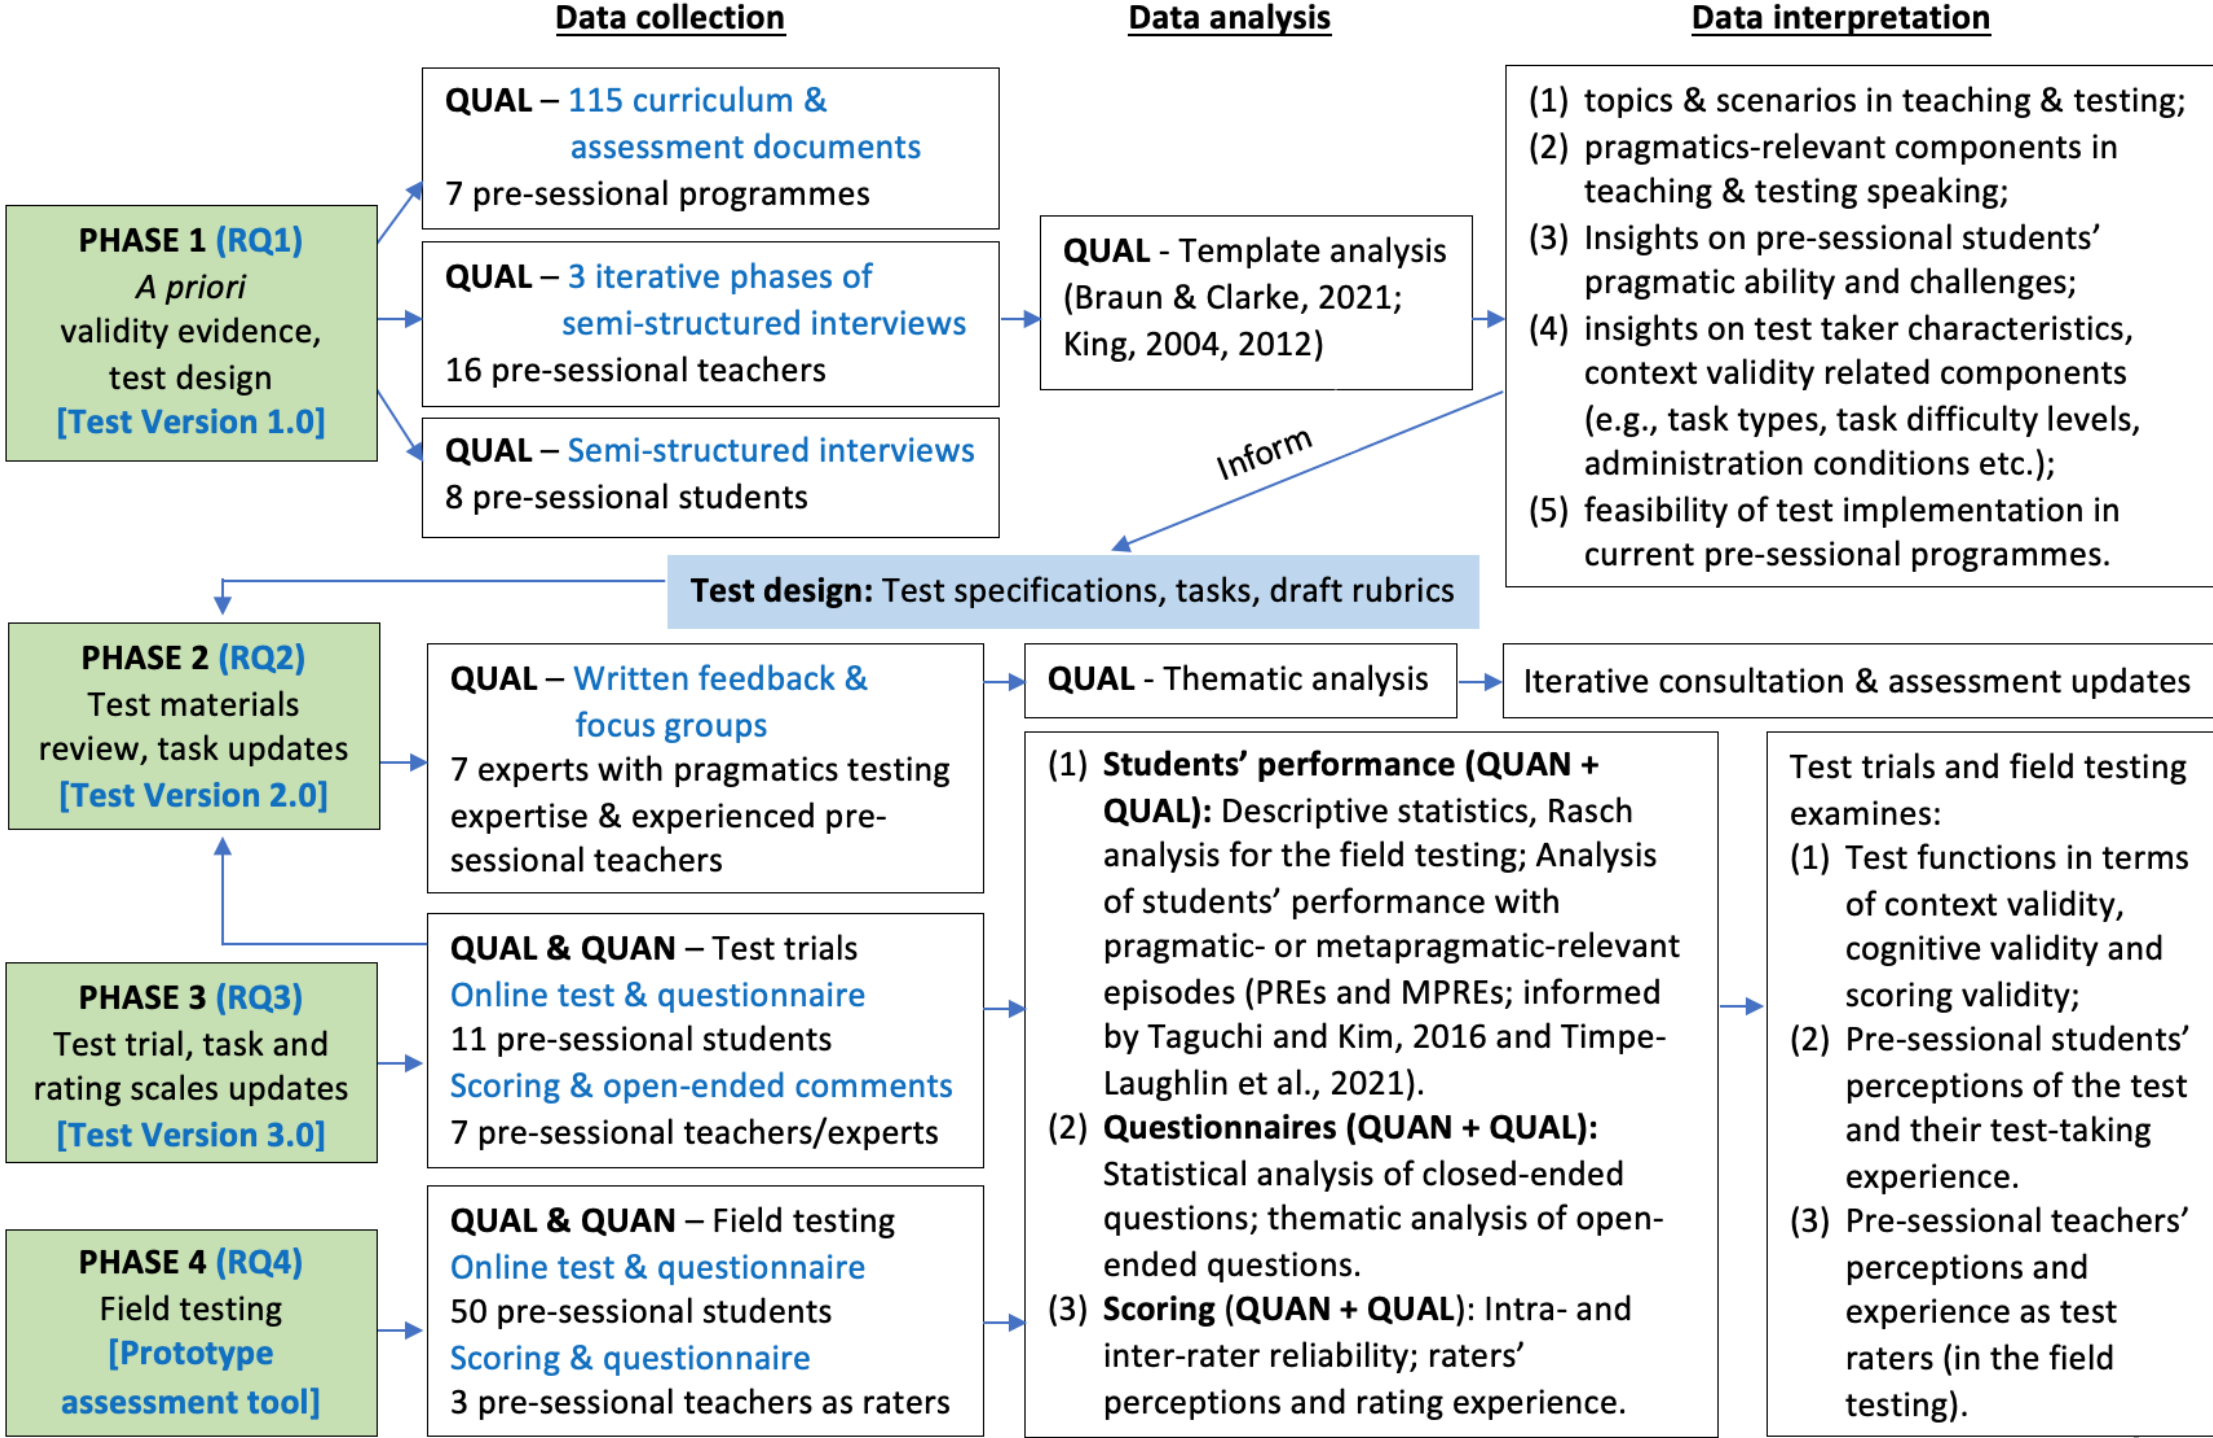 Data collection
Data analysis
Data interpretation
PHASE 1 (RQ1)
A priori
validity evidence,
test design
[Test Version 1.0]
QUAL – 115 curriculum &
assessment documents
7 pre-sessional programmes
QUAL – 3 iterative phases of
semi-structured interviews
16 pre-sessional teachers
QUAL – Semi-structured interviews
8 pre-sessional students
QUAL - Template analysis
(Braun & Clarke, 2021;
King, 2004, 2012)
(1) topics & scenarios in teaching & testing;
(2) pragmatics-relevant components in
teaching & testing speaking;
(3) Insights on pre-sessional students’
pragmatic ability and challenges;
(4) insights on test taker characteristics,
context validity related components
(e.g., task types, task difficulty levels,
administration conditions etc.);
(5) feasibility of test implementation in
current pre-sessional programmes.
Inform
Test design: Test specifications, tasks, draft rubrics
PHASE 2 (RQ2)
Test materials
review, task updates
[Test Version 2.0]
QUAL – Written feedback &
focus groups
7 experts with pragmatics testing
expertise & experienced pre-
sessional teachers
QUAL - Thematic analysis
Iterative consultation & assessment updates
PHASE 3 (RQ3)
Test trial, task and
rating scales updates
[Test Version 3.0]
QUAL & QUAN – Test trials
Online test & questionnaire
11 pre-sessional students
Scoring & open-ended comments
7 pre-sessional teachers/experts
PHASE 4 (RQ4)
Field testing
[Prototype
assessment tool]
QUAL & QUAN – Field testing
Online test & questionnaire
50 pre-sessional students
Scoring & questionnaire
3 pre-sessional teachers as raters
(1) Students’ performance (QUAN +
QUAL): Descriptive statistics, Rasch
analysis for the field testing; Analysis
of students’ performance with
pragmatic- or metapragmatic-relevant
episodes (PREs and MPREs; informed
by Taguchi and Kim, 2016 and Timpe-
Laughlin et al., 2021).
(2) Questionnaires (QUAN + QUAL):
Statistical analysis of closed-ended
questions; thematic analysis of open-
ended questions.
(3) Scoring (QUAN + QUAL): Intra- and
inter-rater reliability; raters’
perceptions and rating experience.
Test trials and field testing
examines:
(1) Test functions in terms
of context validity,
cognitive validity and
scoring validity;
(2) Pre-sessional students’
perceptions of the test
and their test-taking
experience.
(3) Pre-sessional teachers’
perceptions and
experience as test
raters (in the field
testing).